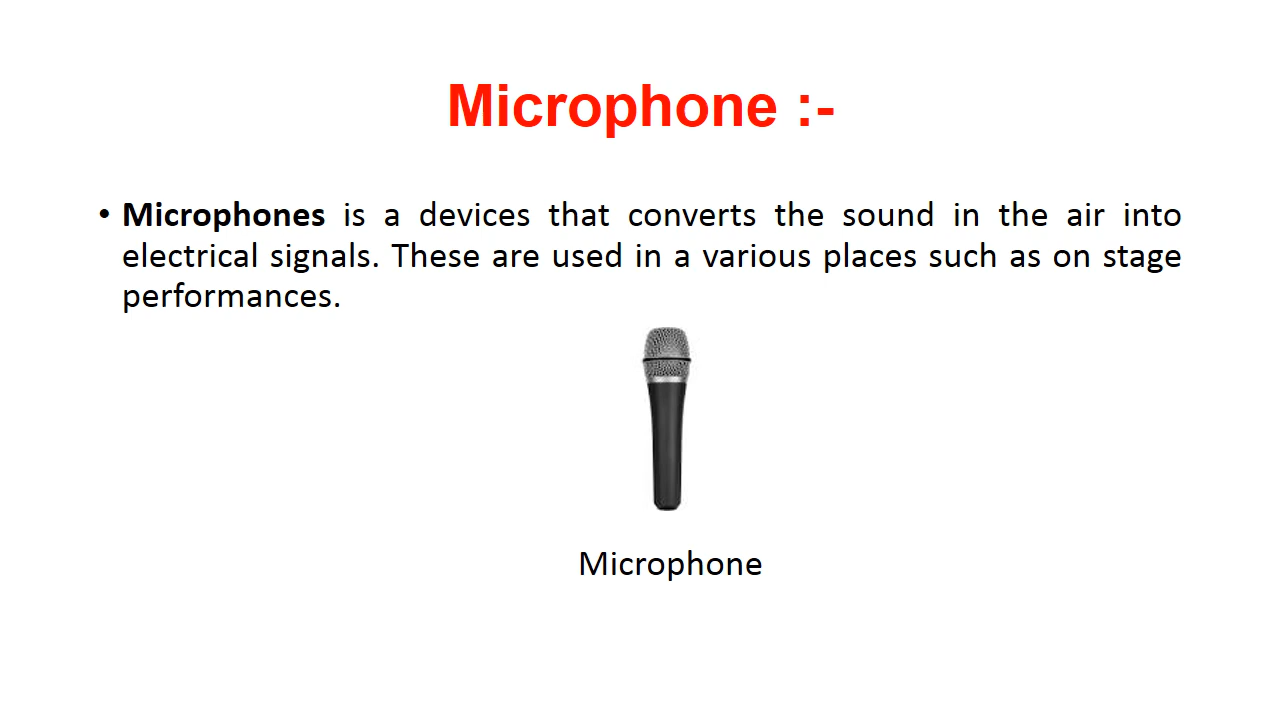 Microphone :-
• Microphones is a devices that converts the sound in the air into
electrical signals. These are used in a various places such as on stage
performances.
Microphone